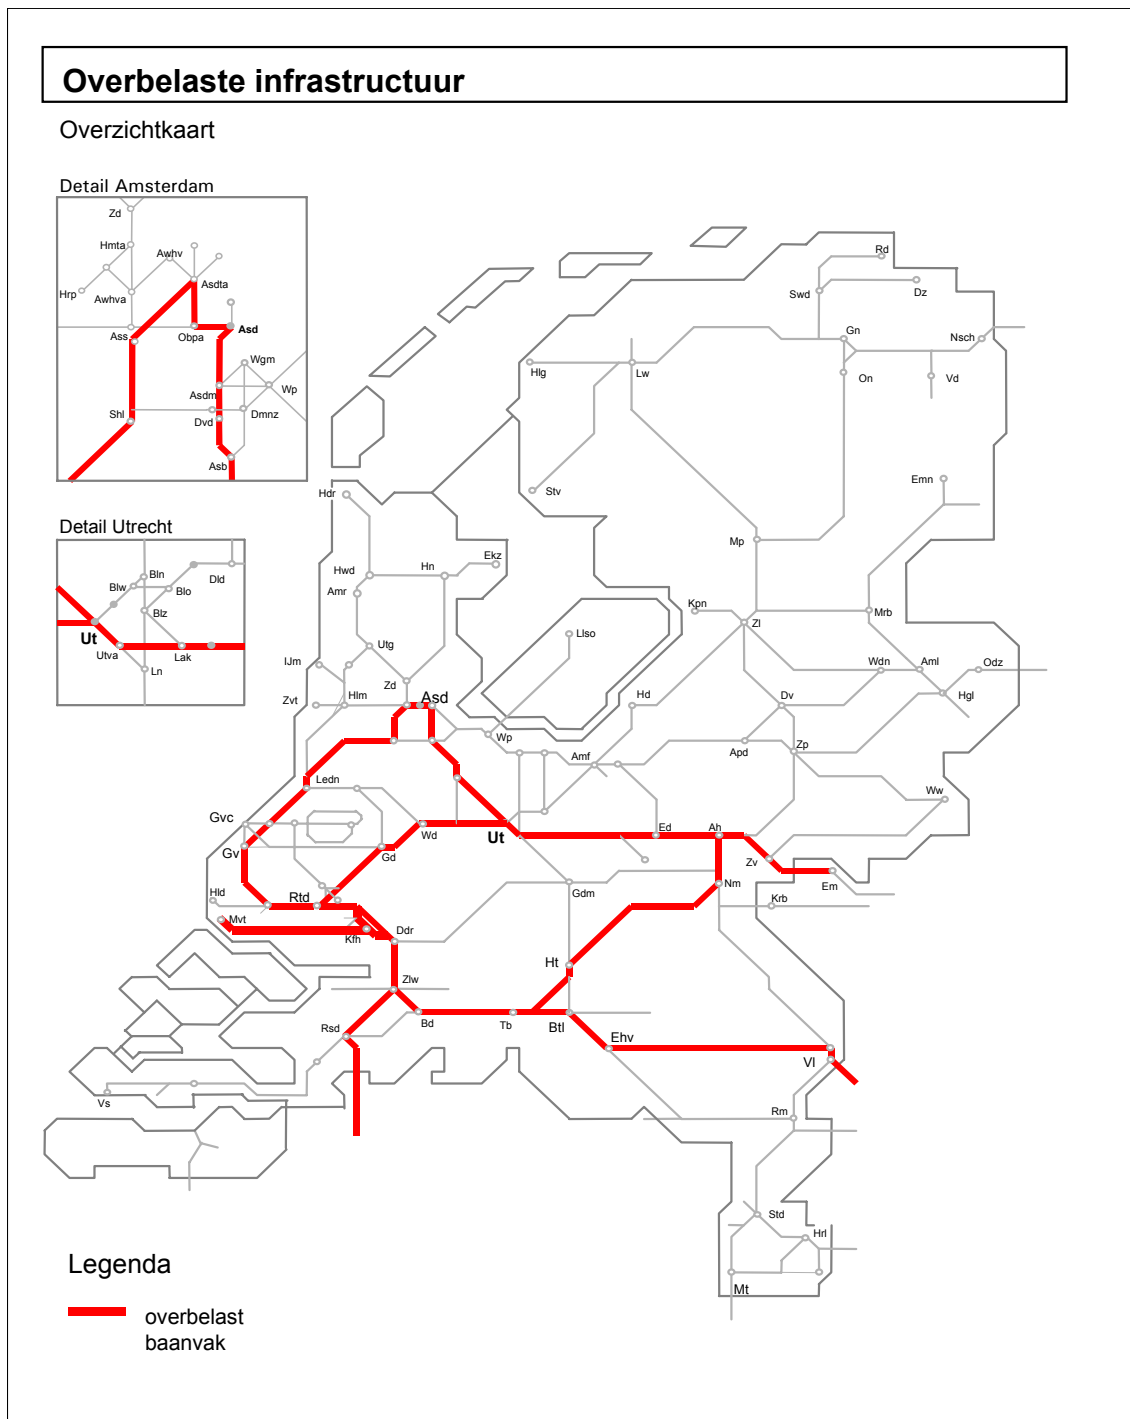 Overbelaste infrastructuur
Overzichtkaart
Detail Amsterdam
Zd
Hmta
Awhv
Asdta
Hrp
Awhva
Ass
Obpa
Asd
Wgm
Asdm
Wp
Shl
Dvd
Dmnz
Asb
Detail Utrecht
Bln
Blw
Blo
Dld
Blz
Ut
Utva
Lak
Ln
Rd
Swd
Dz
Gn
Nsch
Hlg
Lw
On
Vd
Hdr
Stv
Emn
Mp
Ekz
Hwd
Hn
Amr
Kpn
Mrb
Zl
Llso
Utg
IJm
Wdn
Aml
Odz
Zd
Hlm
Asd
Zvt
Hd
Dv
Hgl
Wp
Amf
Apd
Zp
Ledn
Ww
Gvc
Wd
Ut
Ed
Ah
Gv
Gd
Zv
Em
Hld
Rtd
Gdm
Nm
Krb
Mvt
Kfh
Ddr
Ht
Zlw
Rsd
Bd
Tb
Btl
Ehv
Vl
Vs
Rm
Std
Hrl
Mt
Legenda
overbelast
baanvak